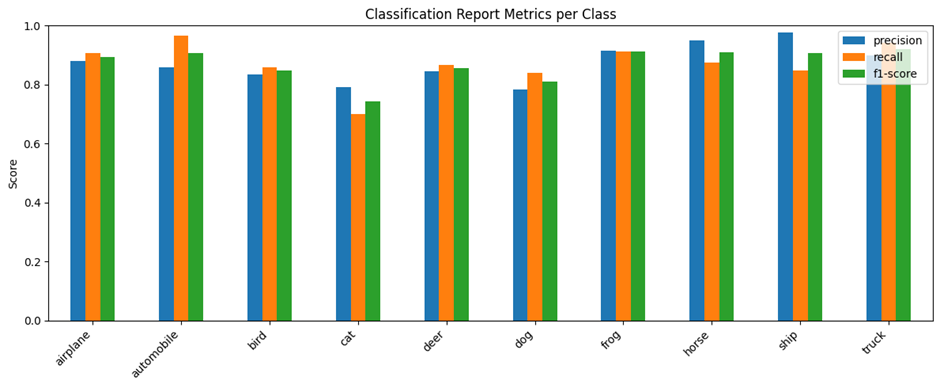 Classification Report Metrics per Class
1.0
0.8
0.6
0.4
0.2
0.0
Score
precision
recall
f1-score
airplane
automobile
bird
cat
deer
dog
frog
horse
ship
truck